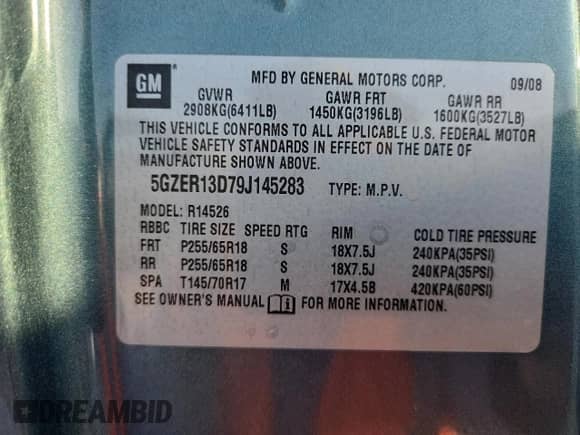 GM
MFD BY GENERAL MOTORS CORP. 09/08
GVWR GAWR FRT GAWR RR
2908KG(6411LB) 1450KG(3196LB) 1600KG(3527LB)
THIS VEHICLE CONFORMS TO ALL APPLICABLE U.S. FEDERAL MOTOR
VEHICLE SAFETY STANDARDS IN EFFECT ON THE DATE OF
MANUFACTURE SHOWN ABOVE.
5GZER13D79J145283 TYPE: M.P.V.
MODEL: R14526
RBBC TIRE SIZE SPEED RTG RIM COLD TIRE PRESSURE
FRT P255/65R18 S 18X7.5J 240KPA(35PSI)
RR P255/65R18 S 18X7.5J 240KPA(35PSI)
SPA T145/70R17 M 17X4.5B 420KPA(60PSI)
SEE OWNER'S MANUAL FOR MORE INFORMATION.
DREAMBID